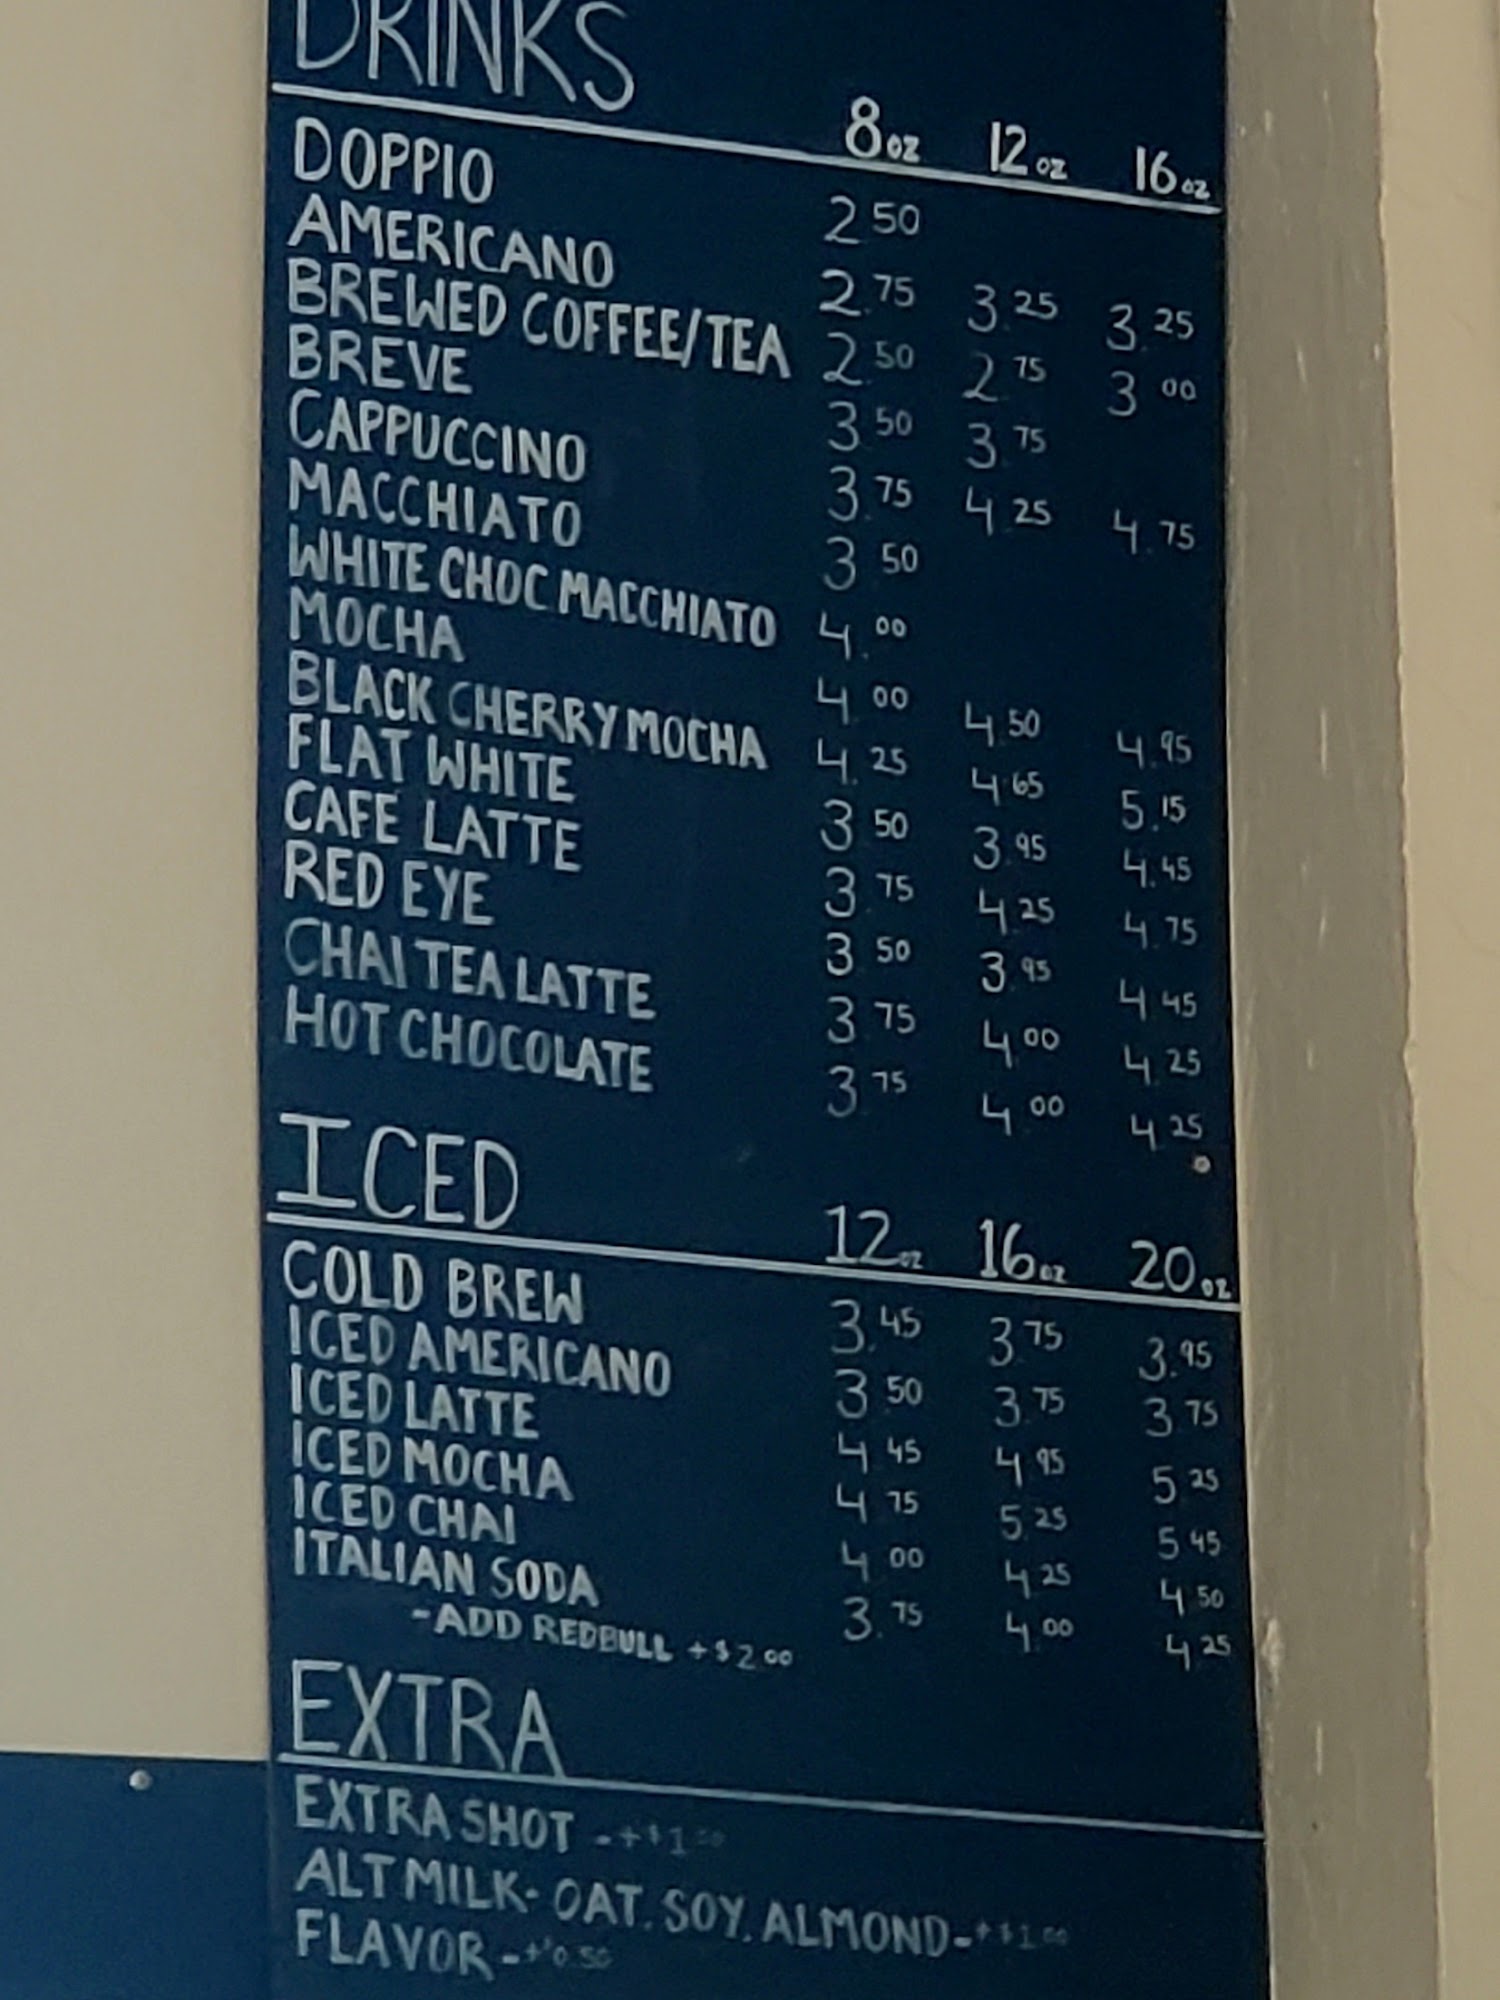 DRINKS
8oz 12oz 16oz
DOPPIO 2.50
AMERICANO 2.75 3.25 3.25
BREWED COFFEE/TEA 2.50 2.75 3.00
BREVE 3.50 3.75
CAPPUCCINO 3.75 4.25 4.75
MACCHIATO 3.50
WHITE CHOC MACCHIATO 4.00
MOCHA 4.00 4.50 4.95
BLACK CHERRY MOCHA 4.25 4.65 5.15
FLAT WHITE 3.50 3.95 4.45
CAFE LATTE 3.75 4.25 4.75
RED EYE 3.50 3.95 4.45
CHAI TEA LATTE 3.75 4.00 4.25
HOT CHOCOLATE 3.75 4.00 4.25
ICED 12oz 16oz 20oz
COLD BREW 3.45 3.75 3.95
ICED AMERICANO 3.50 3.75 3.75
ICED LATTE 4.45 4.95 5.25
ICED MOCHA 4.75 5.25 5.45
ICED CHAI 4.00 4.25 4.50
ITALIAN SODA 3.75 4.00 4.25
-ADD REDBULL +$2.00
EXTRA
EXTRA SHOT -+$1.00
ALT MILK- OAT. SOY. ALMOND-+$1.00
FLAVOR-+$0.50